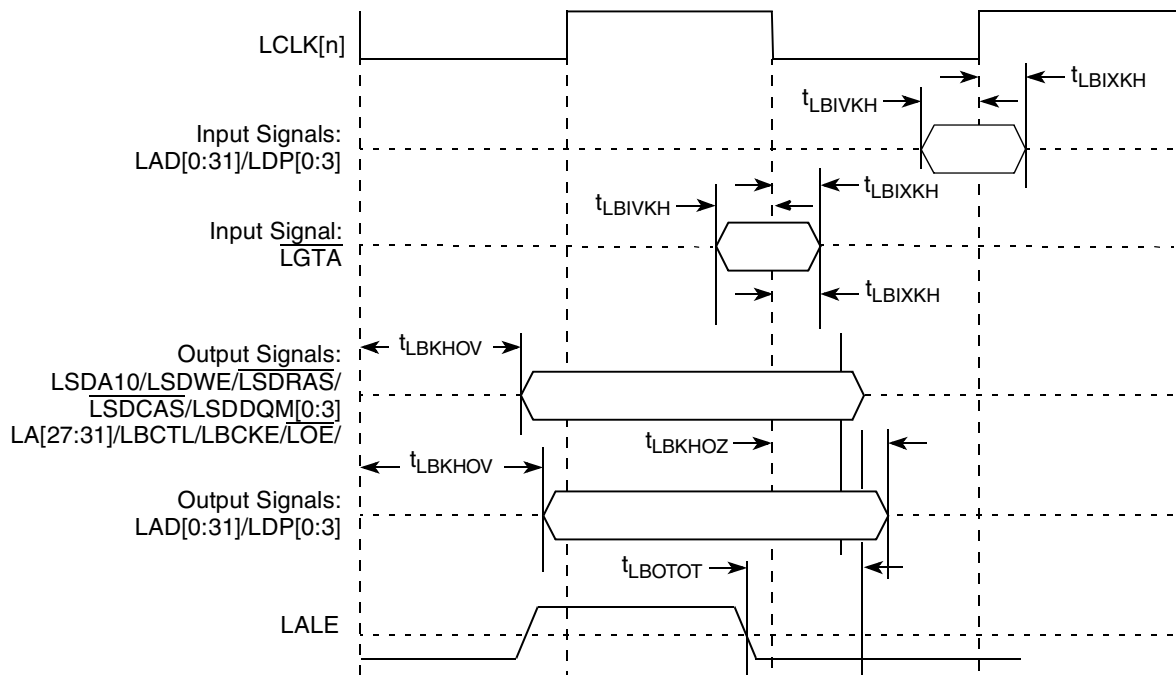 LCLK[n]
tLBIXKH
tLBIVKH
Input Signals:
LAD[0:31]/LDP[0:3]
tLBIXKH
tLBIVKH
Input Signal:
LGTA
tLBIXKH
tLBKHOV
Output Signals:
LSDA10/LSDWE/LSDRAS/
LSDCAS/LSDDQM[0:3]
LA[27:31]/LBCTL/LBCKE/LOE/
tLBKHOZ
tLBKHOV
Output Signals:
LAD[0:31]/LDP[0:3]
tLBOTOT
LALE